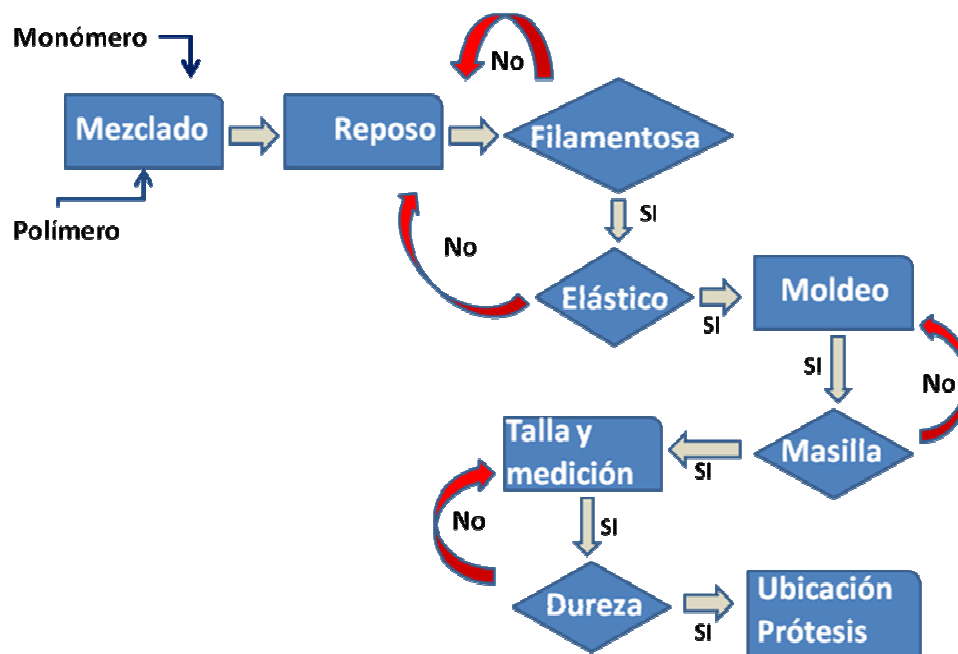 Monómero
No
Mezclado
Reposo
Filamentosa
Polímero
SI
No
Elástico
SI
Moldeo
SI
No
Masilla
SI
Talla y
medición
No
SI
Dureza
SI
Ubicación
Prótesis